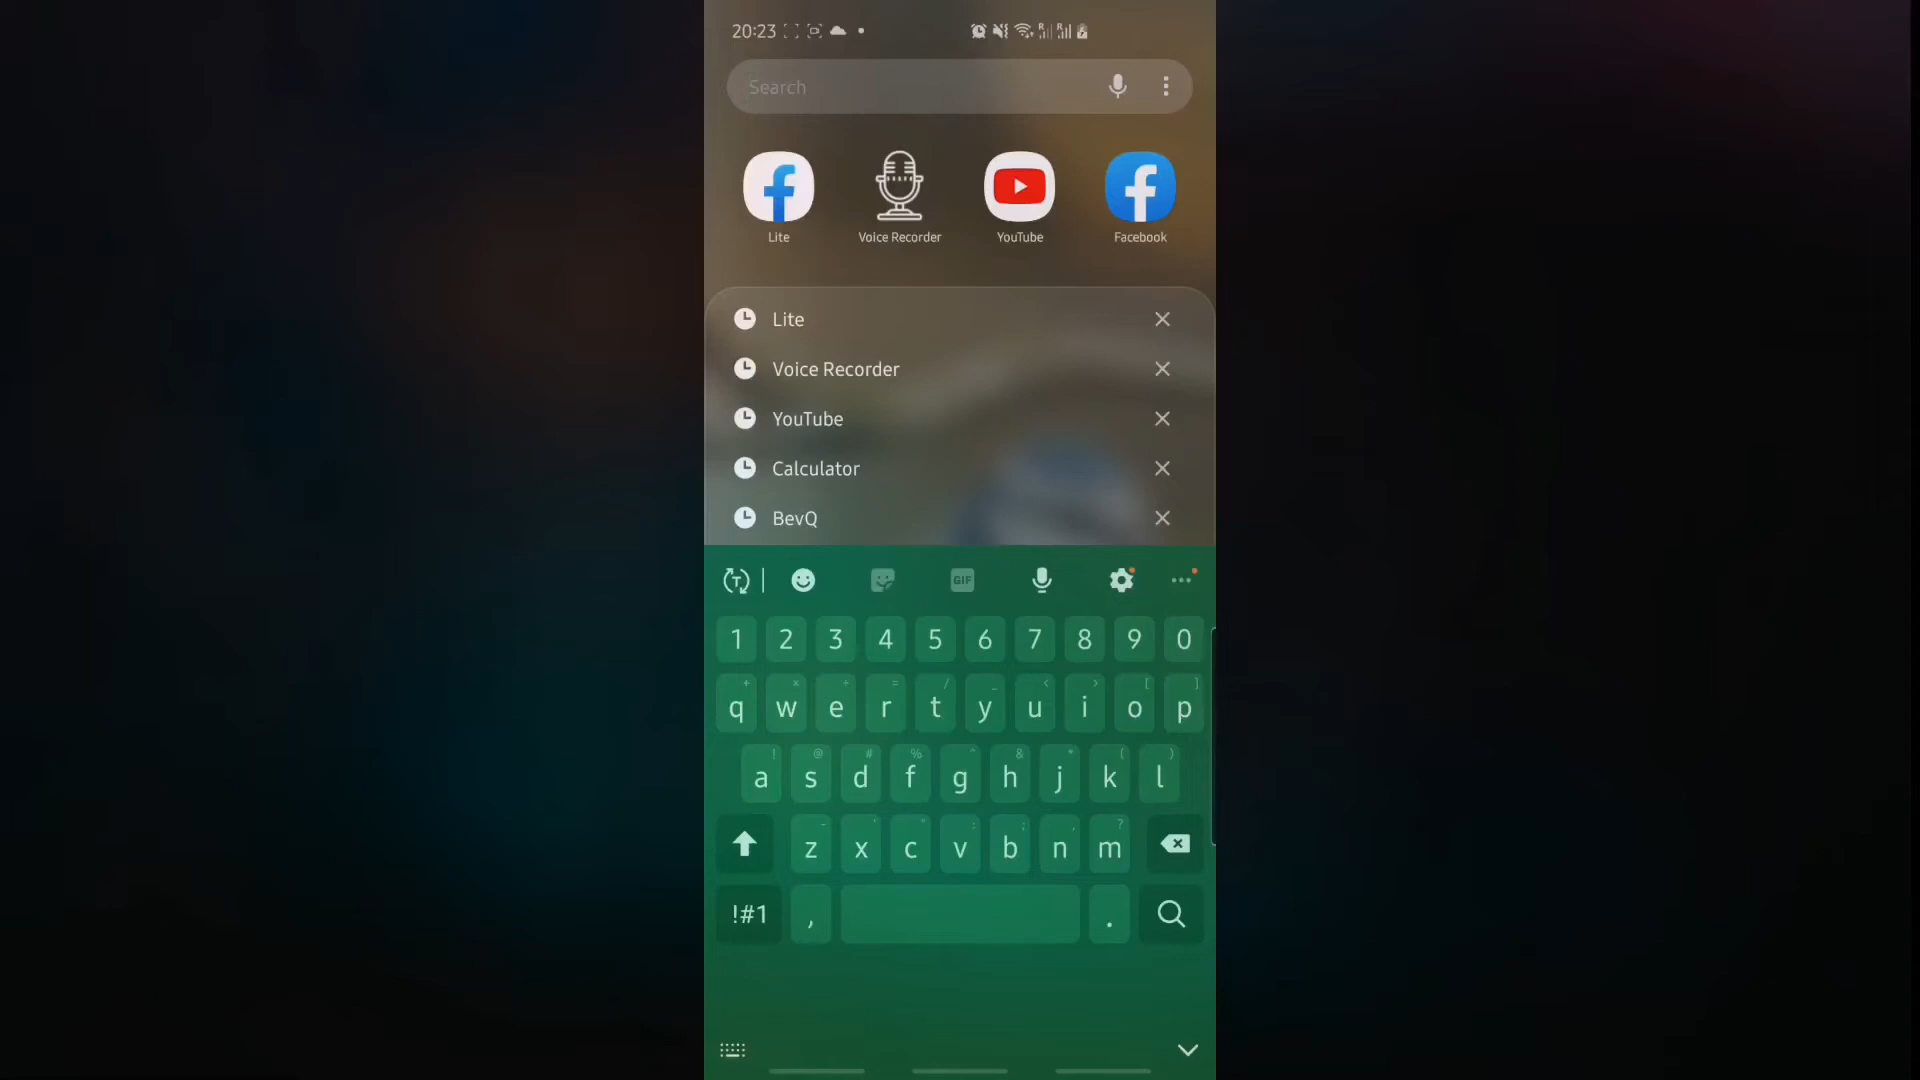 20:23
Search
Lite Voice Recorder YouTube Facebook
Lite
Voice Recorder
YouTube
Calculator
BevQ
T GIF
1 2 3 4 5 6 7 8 9 0
+ × ÷ = / _ < > [ ]
q w e r t y u i o p
! @ # % ^ & * ( )
a s d f g h j k l
- ' " : ; , ?
z x c v b n m
!#1 , .